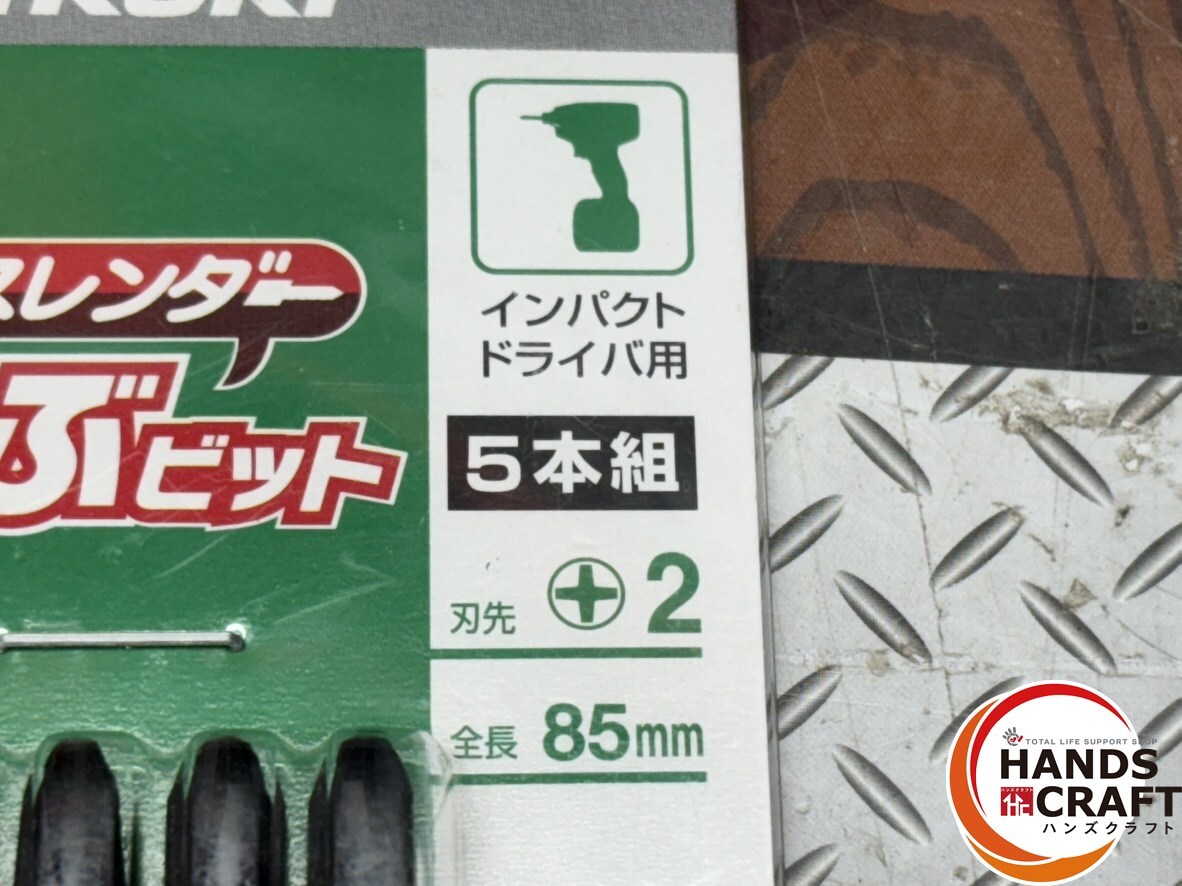 インパクト
ドライバ用
スレンダー
ぶビット
5本組
刃先 ⊕2
全長 85mm
TOTAL LIFE SUPPORT SHOP
HANDS
CRAFT
ハンズクラフト